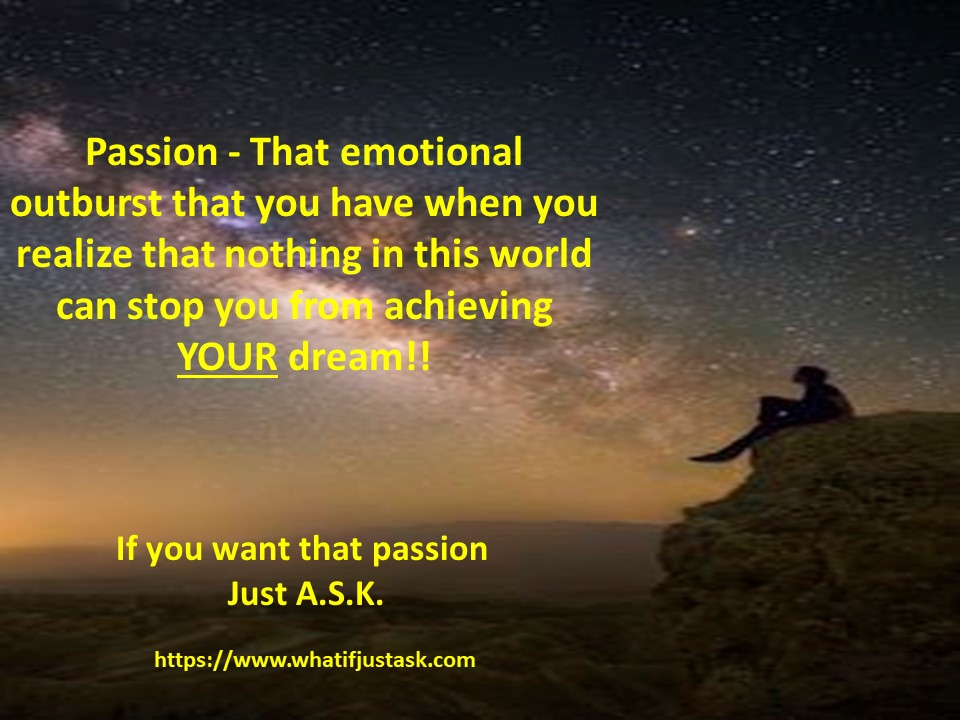 Passion - That emotional
outburst that you have when you
realize that nothing in this world
can stop you from achieving
YOUR dream!!
If you want that passion
Just A.S.K.
https://www.whatifjustask.com